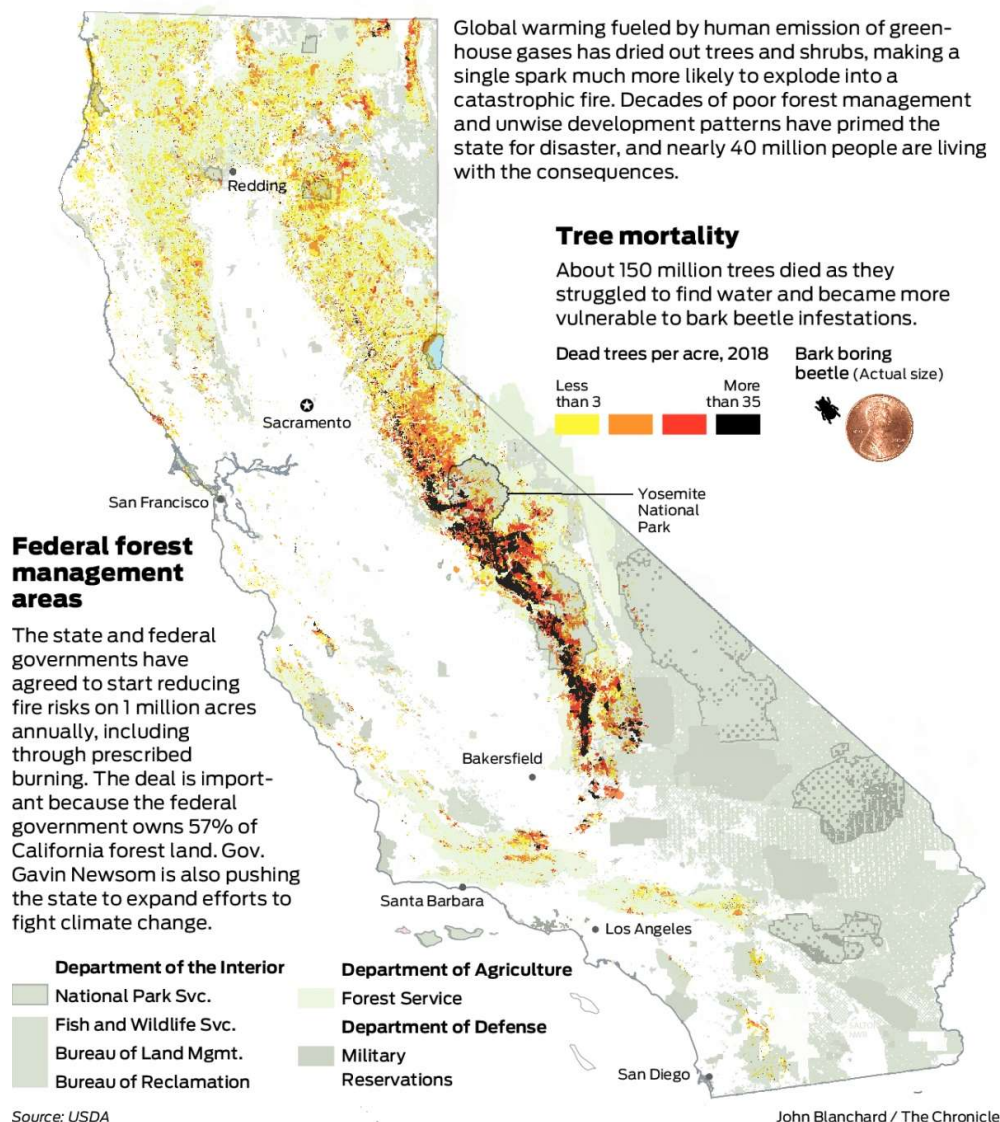 Global warming fueled by human emission of green-
house gases has dried out trees and shrubs, making a
single spark much more likely to explode into a
catastrophic fire. Decades of poor forest management
and unwise development patterns have primed the
state for disaster, and nearly 40 million people are living
with the consequences.
Redding
Tree mortality
About 150 million trees died as they
struggled to find water and became more
vulnerable to bark beetle infestations.
Dead trees per acre, 2018
Less
than 3
More
than 35
Bark boring
beetle (Actual size)
Sacramento
San Francisco
Yosemite
National
Park
Federal forest
management
areas
The state and federal
governments have
agreed to start reducing
fire risks on 1 million acres
annually, including
through prescribed
burning. The deal is import-
ant because the federal
government owns 57% of
California forest land. Gov.
Gavin Newsom is also pushing
the state to expand efforts to
fight climate change.
Bakersfield
Santa Barbara
Los Angeles
San Diego
Department of the Interior
National Park Svc.
Fish and Wildlife Svc.
Bureau of Land Mgmt.
Bureau of Reclamation
Department of Agriculture
Forest Service
Department of Defense
Military
Reservations
Source: USDA
John Blanchard / The Chronicle